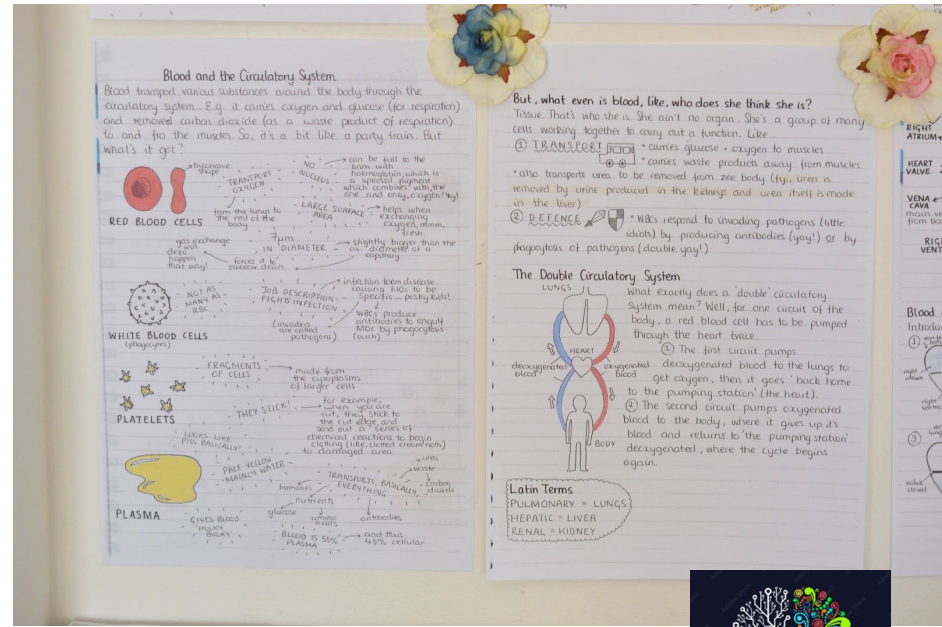 Blood and the Circulatory System
Blood transport various substances around the body through the
circulatory system. E.g. it carries oxygen and glucose (for respiration)
and removed carbon dioxide (as a waste product of respiration)
to and fro the muscles. So, it's a bit like a party train. But
what's it got?
biconcave
shape
TRANSPORT
OXYGEN
from the lungs to
the rest of the
body
NO
NUCLEUS
can be full to the
brim with
haemoglobin, which is
a special pigment
which combines with the
one and only, oxygen! Yay!
LARGE SURFACE
AREA
helps when
exchanging
oxygen, mmm,
fresh.
RED BLOOD CELLS
7µm
IN DIAMETER
slightly bigger than the
av. diameter of a
capillary
forces it to
slooooow down
gas exchange
will
defo
happen
that way!
NOT AS
MANY AS
RBC
JOB DESCRIPTION:
FIGHT INFECTION
infection form disease
causing MOs to be
specific - pesky kids!
(invaders
are called
pathogens)
WBCs produce
antibodies to engulf
MOs by phagocytosis
(ouch)
WHITE BLOOD CELLS
(phagocytes)
FRAGMENTS
OF CELLS
made from
the cytoplasms
of larger cells
PLATELETS
THEY STICK!
for example,
when you are
cut, they stick to
the cut edge, and
send out a series of
chemical reactions to begin
clotting (like, clotted cream? nom)
to damaged area
LOOKS LIKE
PISS BASICALLY!
PALE YELLOW
MAINLY WATER
TRANSPORTS, BASICALLY,
EVERYTHING
urea
waste
carbon
dioxide
hormones
nutrients
glucose
amino
acids
antibodies
PLASMA
GIVES BLOOD
'HULKY
BULKY'
BLOOD IS 55%
PLASMA
and thus
45% cellular
But, what even is blood, like, who does she think she is?
Tissue. That's who she is. She ain't no organ. She's a group of many
cells working together to carry out a function. Like...
① TRANSPORT
• carries glucose + oxygen to muscles
• carries waste products away from muscles
• also transports urea to be removed from zee body (fyi, urea is
removed by urine produced in the kidneys and urea itself is made
in the liver)
② DEFENCE
• WBCs respond to invading pathogens (little
idiots) by producing antibodies (yay!) or by
phagocytosis of pathogens (double yay!)
The Double Circulatory System
LUNGS
HEART
deoxygenated
blood
oxygenated
blood
BODY
What exactly does a 'double' circulatory
system mean? Well, for one circuit of the
body, a red blood cell has to be pumped
through the heart twice.
① The first circuit pumps
deoxygenated blood to the lungs to
get oxygen, then it goes 'back home
to the pumping station' (the heart).
② The second circuit pumps oxygenated
blood to the body, where it gives up it's
blood and returns to 'the pumping station'
deoxygenated, where the cycle begins
again.
Latin Terms
PULMONARY = LUNGS
HEPATIC = LIVER
RENAL = KIDNEY
RIGHT
ATRIUM
HEART
VALVE
VENA
CAVA
main
RIGHT
VENT
Blood
Introdu
①
③
valve
closed